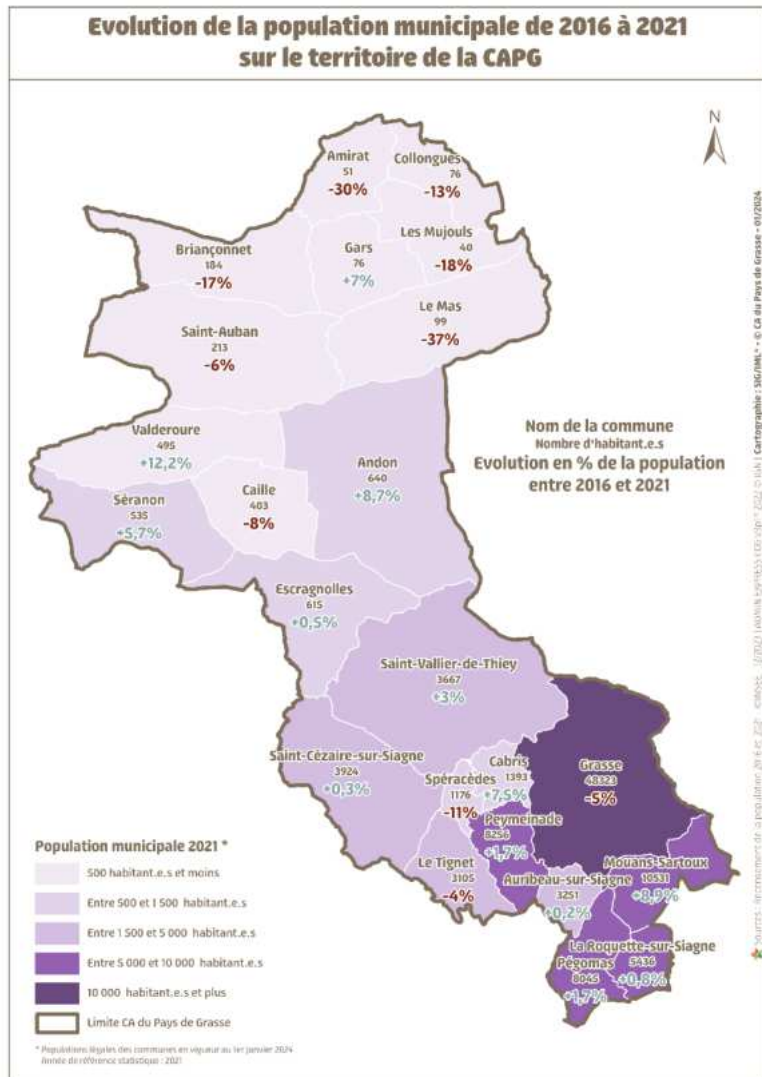 Evolution de la population municipale de 2016 à 2021
sur le territoire de la CAPG
N
Amirat
51
-30%
Collongues
76
-13%
Les Mujouls
40
-18%
Briançonnet
184
-17%
Gars
76
+7%
Le Mas
99
-37%
Saint-Auban
213
-6%
Nom de la commune
Nombre d'habitant.e.s
Evolution en % de la population
entre 2016 et 2021
Valderoure
495
+12,2%
Andon
640
+8,7%
Caille
403
-8%
Séranon
535
+5,7%
Escragnolles
615
+0,5%
Saint-Vallier-de-Thiey
3667
+3%
Saint-Cézaire-sur-Siagne
3924
+0,3%
Cabris
1393
+7,5%
Grasse
48323
-5%
Spéracèdes
1176
-11%
Peymeinade
8256
+1,7%
Le Tignet
3105
-4%
Auribeau-sur-Siagne
3251
+0,2%
Mouans-Sartoux
10531
+8,9%
La Roquette-sur-Siagne
5436
+0,8%
Pégomas
8045
+1,7%
Population municipale 2021 *
500 habitant.e.s et moins
Entre 500 et 1 500 habitant.e.s
Entre 1 500 et 5 000 habitant.e.s
Entre 5 000 et 10 000 habitant.e.s
10 000 habitant.e.s et plus
Limite CA du Pays de Grasse
* Populations légales des communes en vigueur au 1er janvier 2024
Année de référence statistique : 2021
Cartographie : SIG/IML* - © CA du Pays de Grasse - 01/2024